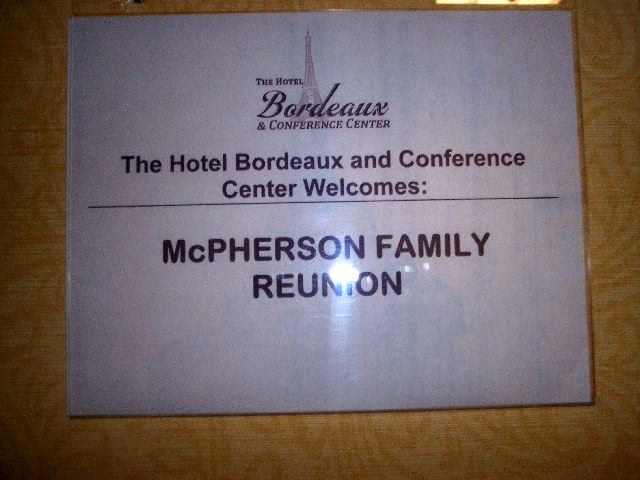 THE HOTEL
Bordeaux
& CONFERENCE CENTER
The Hotel Bordeaux and Conference
Center Welcomes:
McPHERSON FAMILY
REUNION